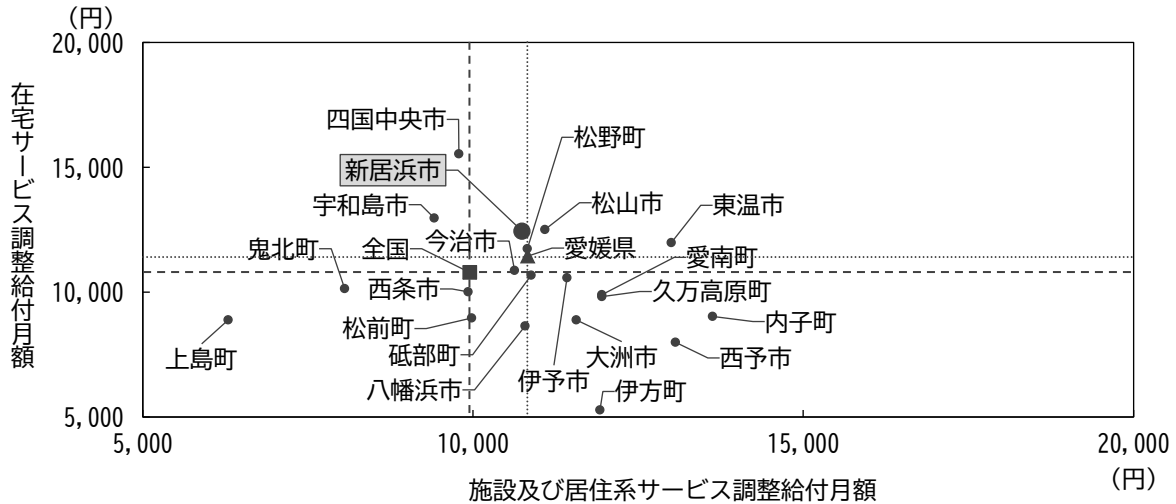 (円)
20,000
15,000
10,000
5,000
在宅サービス調整給付月額
四国中央市
松野町
新居浜市
宇和島市
松山市
東温市
鬼北町
全国
今治市
愛媛県
愛南町
西条市
久万高原町
松前町
内子町
上島町
砥部町
大洲市
西予市
八幡浜市
伊予市
伊方町
5,000
10,000
15,000
20,000
施設及び居住系サービス調整給付月額
(円)